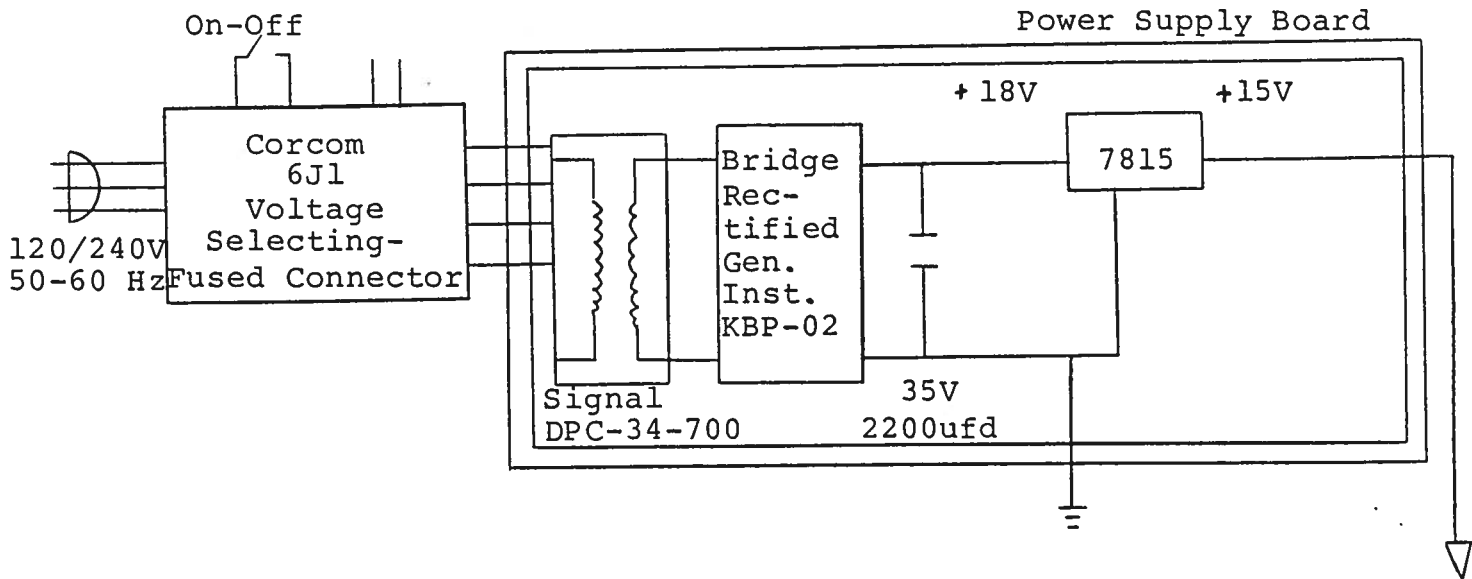 On-Off
Power Supply Board
+18V
+15V
Corcom
6J1
Voltage
Selecting-
Fused Connector
120/240V
50-60 Hz
Bridge
Rec-
tified
Gen.
Inst.
KBP-02
7815
Signal
DPC-34-700
35V
2200ufd